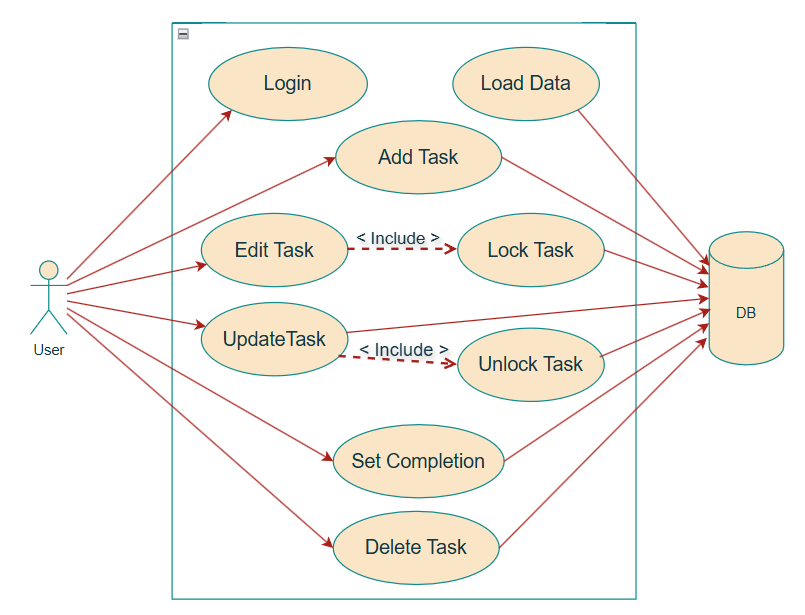 Login
Load Data
Add Task
Edit Task
< Include >
Lock Task
User
UpdateTask
< Include >
Unlock Task
DB
Set Completion
Delete Task